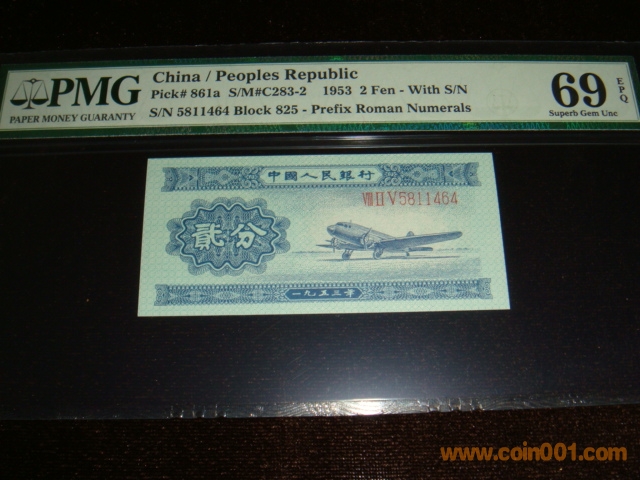 PMG
PAPER MONEY GUARANTY
China / Peoples Republic
Pick# 861a S/M#C283-2 1953 2 Fen - With S/N
S/N 5811464 Block 825 - Prefix Roman Numerals
69 EPQ
Superb Gem Unc
中國人民銀行
VIII II V 5811464
貳分
一九五三年
www.coin001.com